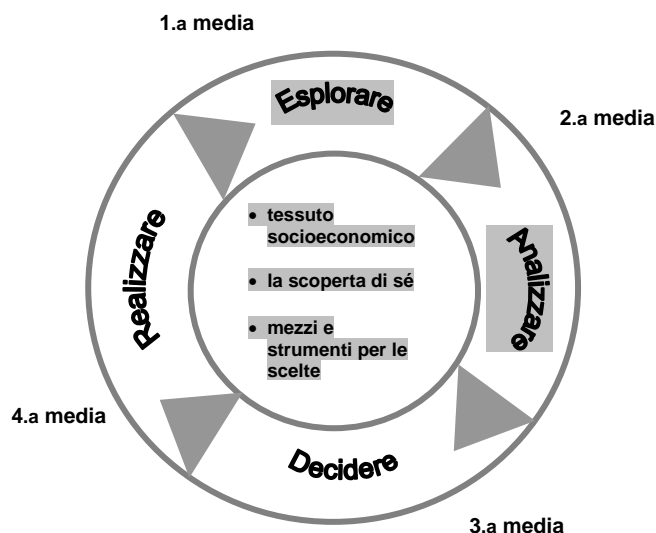 1.a media
Esplorare
2.a media
Realizzare
• tessuto
socioeconomico
• la scoperta di sé
• mezzi e
strumenti per le
scelte
Analizzare
4.a media
Decidere
3.a media